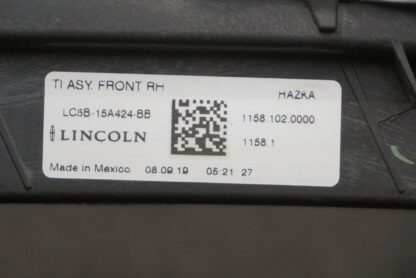 TI ASY. FRONT RH HAZKA
LC5B-15A424-BB 1158.102.0000
LINCOLN 1158.1
Made in Mexico 08.09.19 05:21 27